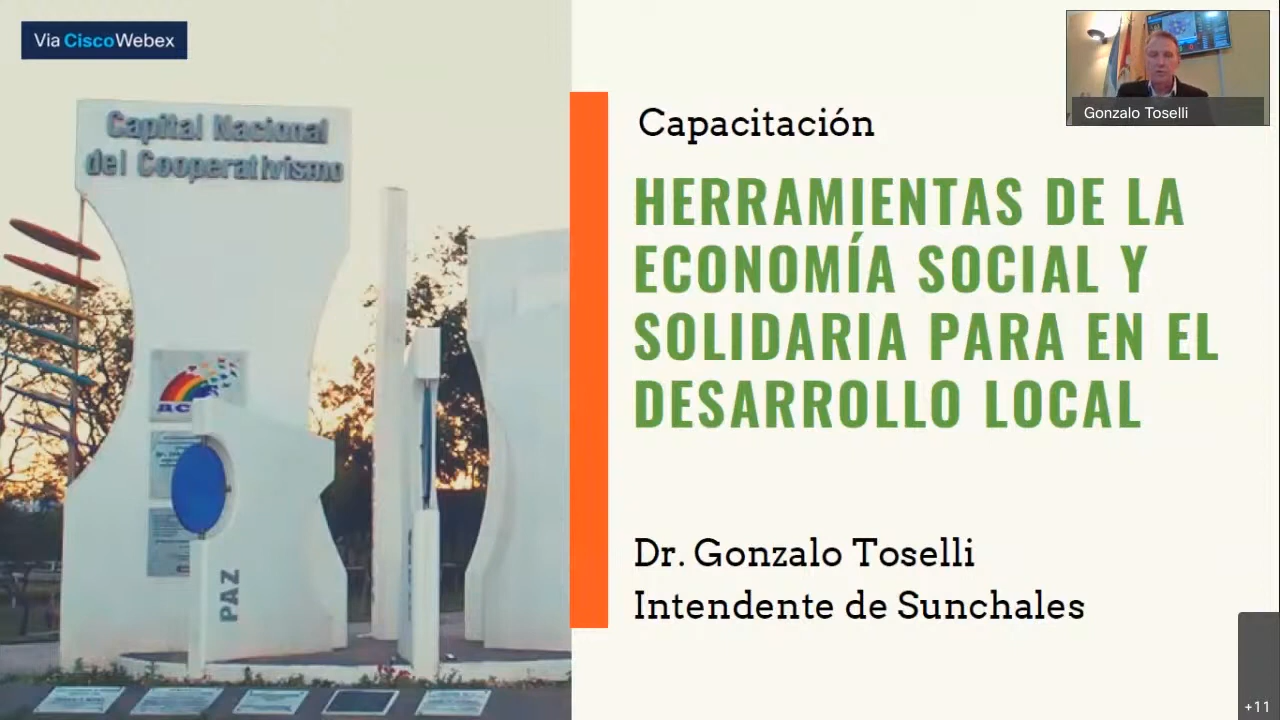 Via CiscoWebex
Capital Nacional
del Cooperativismo
PAZ
Gonzalo Toselli
Capacitación
HERRAMIENTAS DE LA
ECONOMÍA SOCIAL Y
SOLIDARIA PARA EN EL
DESARROLLO LOCAL
Dr. Gonzalo Toselli
Intendente de Sunchales
+11